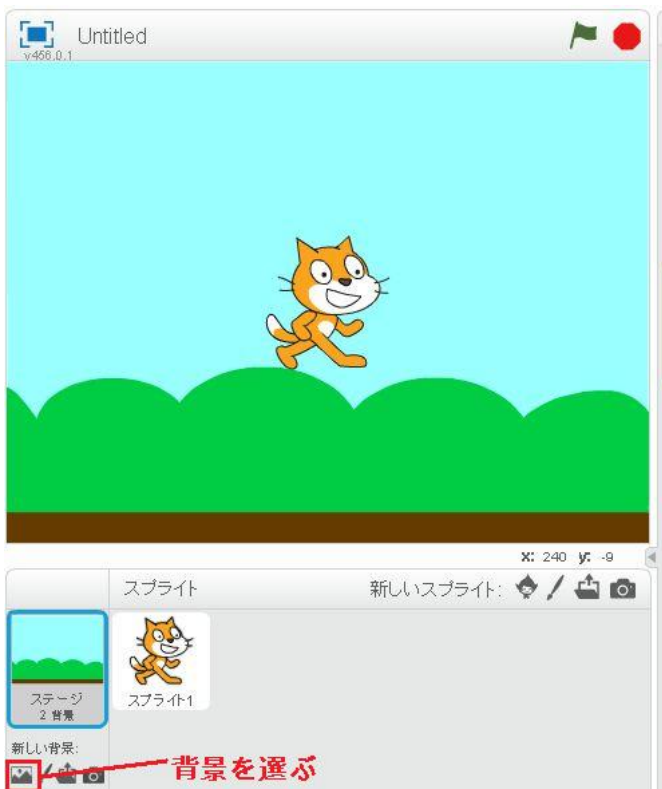 Untitled
v456.0.1
x: 240 y: -9
スプライト 新しいスプライト:
ステージ
2 背景
スプライト1
新しい背景:
背景を選ぶ